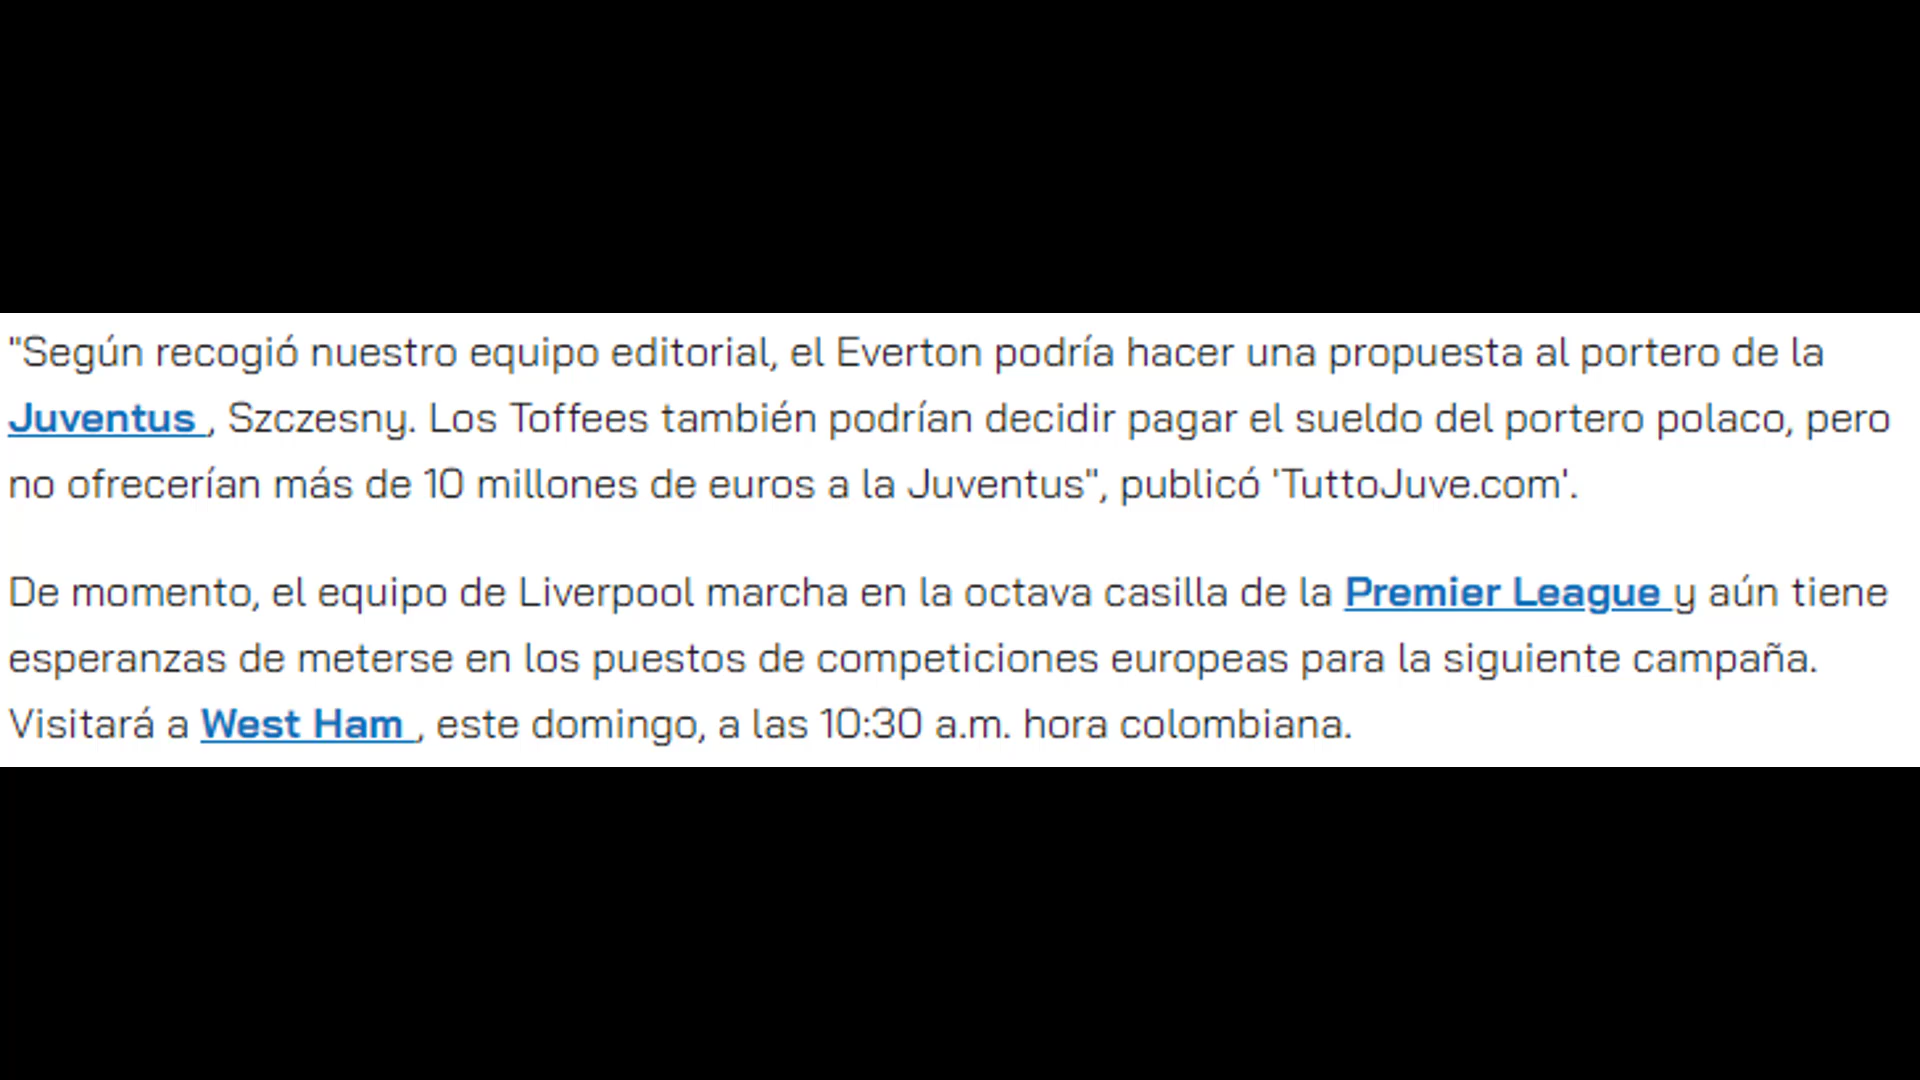 "Según recogió nuestro equipo editorial, el Everton podría hacer una propuesta al portero de la
Juventus , Szczesny. Los Toffees también podrían decidir pagar el sueldo del portero polaco, pero
no ofrecerían más de 10 millones de euros a la Juventus", publicó 'TuttoJuve.com'.
De momento, el equipo de Liverpool marcha en la octava casilla de la Premier League y aún tiene
esperanzas de meterse en los puestos de competiciones europeas para la siguiente campaña.
Visitará a West Ham , este domingo, a las 10:30 a.m. hora colombiana.